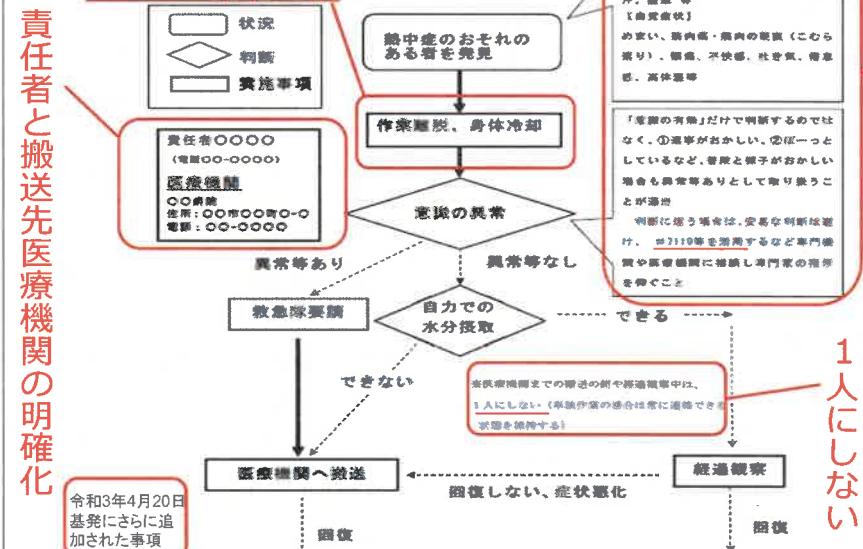 責任者と搬送先医療機関の明確化
状況
判断
実施事項
熱中症のおそれの
ある者を発見
【自覚症状】
めまい、筋肉痛・筋肉の硬直（こむら
返り）、頭痛、不快感、吐き気、倦怠
感、高体温等
責任者〇〇〇〇
（電話〇〇-〇〇〇〇）
医療機関
〇〇病院
住所：〇〇市〇〇町〇-〇
電話：〇〇-〇〇〇〇
作業離脱、身体冷却
「意識の有無」だけで判断するのでは
なく、①返事がおかしい、②ぼーっと
しているなど、普段と様子がおかしい
場合も異常等ありとして取り扱うこ
とが適当
判断に迷う場合は、安易な判断は避
け、#7119等を活用するなど専門機
関や医療機関に相談し専門家の指示
を仰ぐこと
意識の異常
異常等あり
異常等なし
救急隊要請
自力での
水分摂取
できる
できない
※医療機関までの搬送の間や経過観察中は、
１人にしない（単独作業の場合は常に連絡できる
状態を維持する）
１人にしない
医療機関へ搬送
回復しない、症状悪化
経過観察
回復
回復
令和3年4月20日
基発にさらに追
加された事項